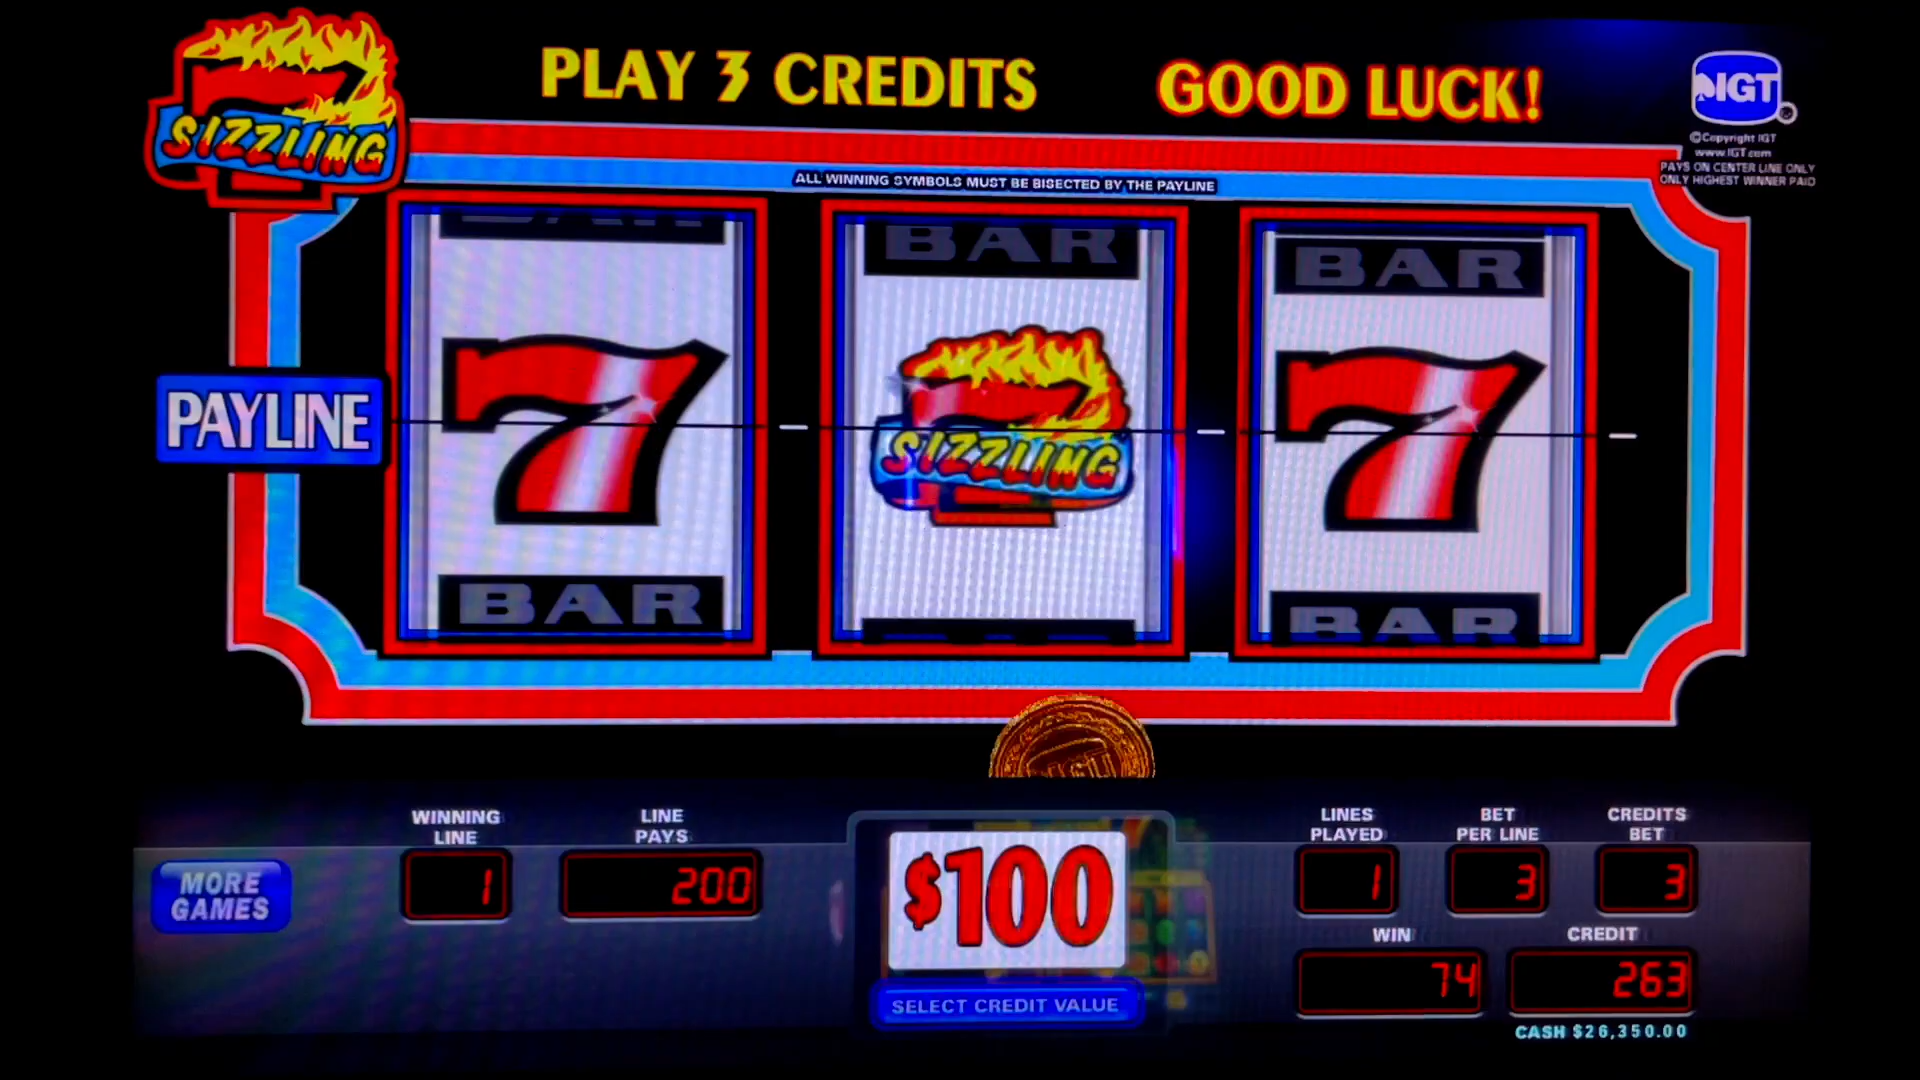 SIZZLING
PLAY 3 CREDITS
GOOD LUCK!
IGT
©Copyright IGT
www.IGT.com
PAYS ON CENTER LINE ONLY
ONLY HIGHEST WINNER PAID
ALL WINNING SYMBOLS MUST BE BISECTED BY THE PAYLINE
BAR
BAR
BAR
PAYLINE
7
SIZZLING
7
BAR
BAR
WINNING LINE
1
LINE PAYS
200
MORE GAMES
$100
SELECT CREDIT VALUE
LINES PLAYED
1
BET PER LINE
3
CREDITS BET
3
WIN
74
CREDIT
263
CASH $26,350.00